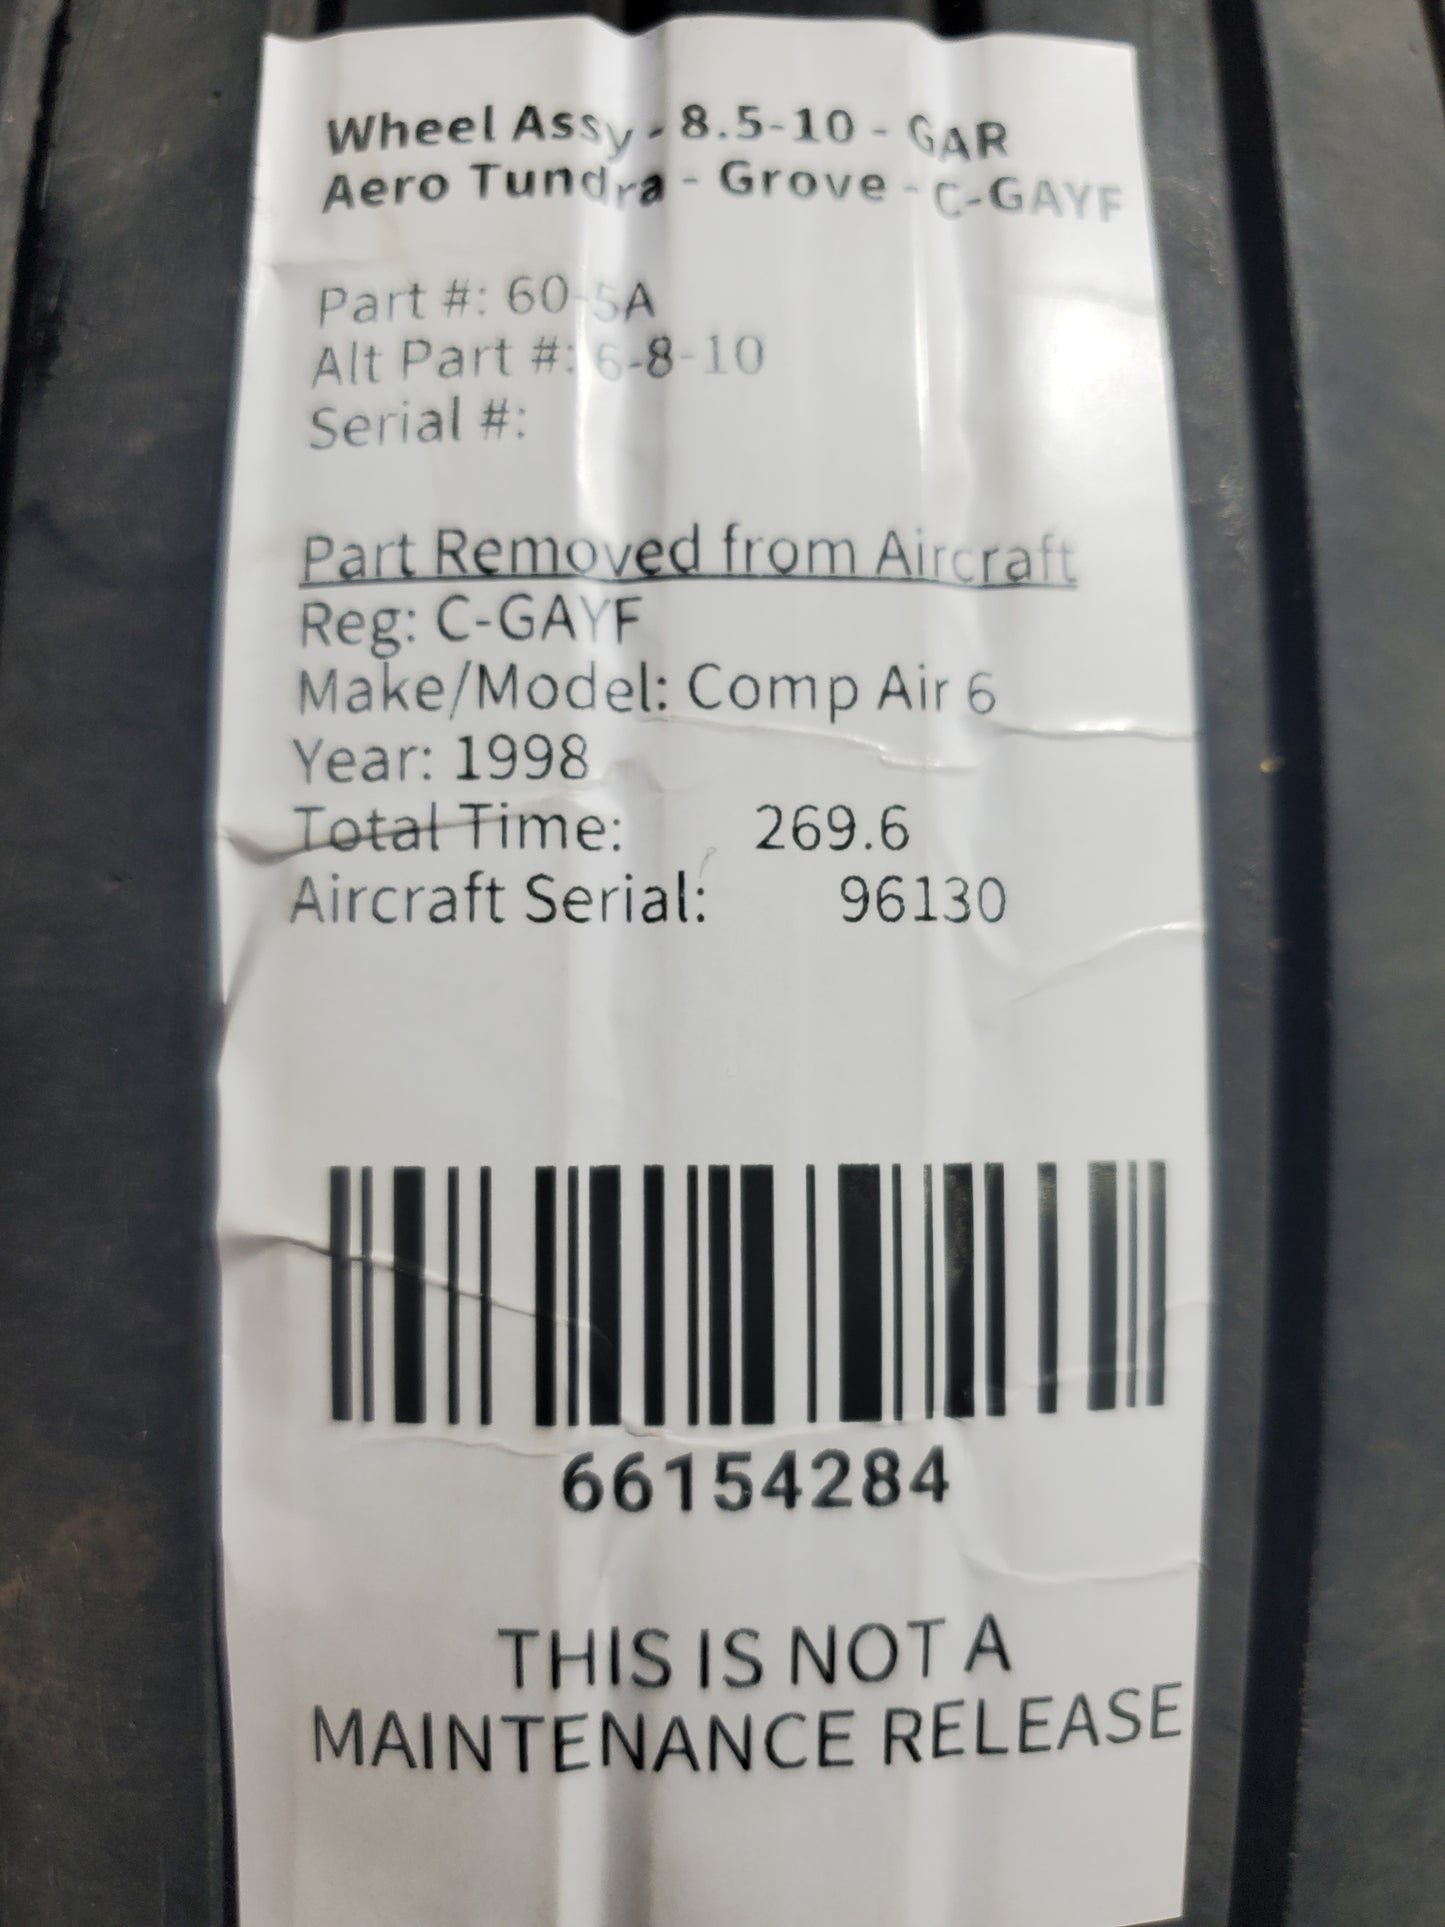 Wheel Assy - 8.5-10 - GAR
Aero Tundra - Grove - C-GAYF
Part #: 60-5A
Alt Part #: 6-8-10
Serial #:
Part Removed from Aircraft
Reg: C-GAYF
Make/Model: Comp Air 6
Year: 1998
Total Time: 269.6
Aircraft Serial: 96130
66154284
THIS IS NOT A
MAINTENANCE RELEASE